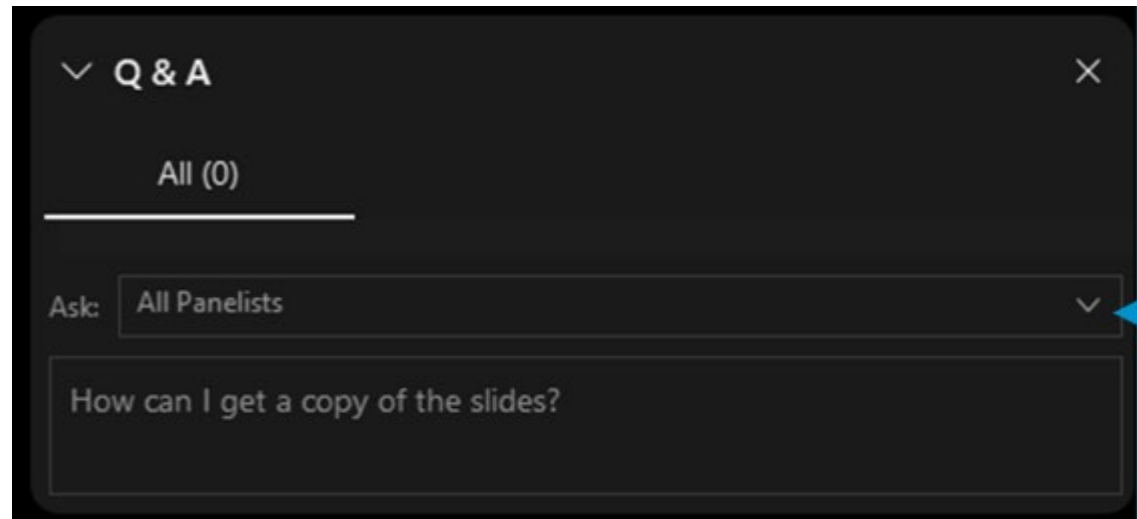 Q & A
All (0)
Ask: All Panelists
How can I get a copy of the slides?